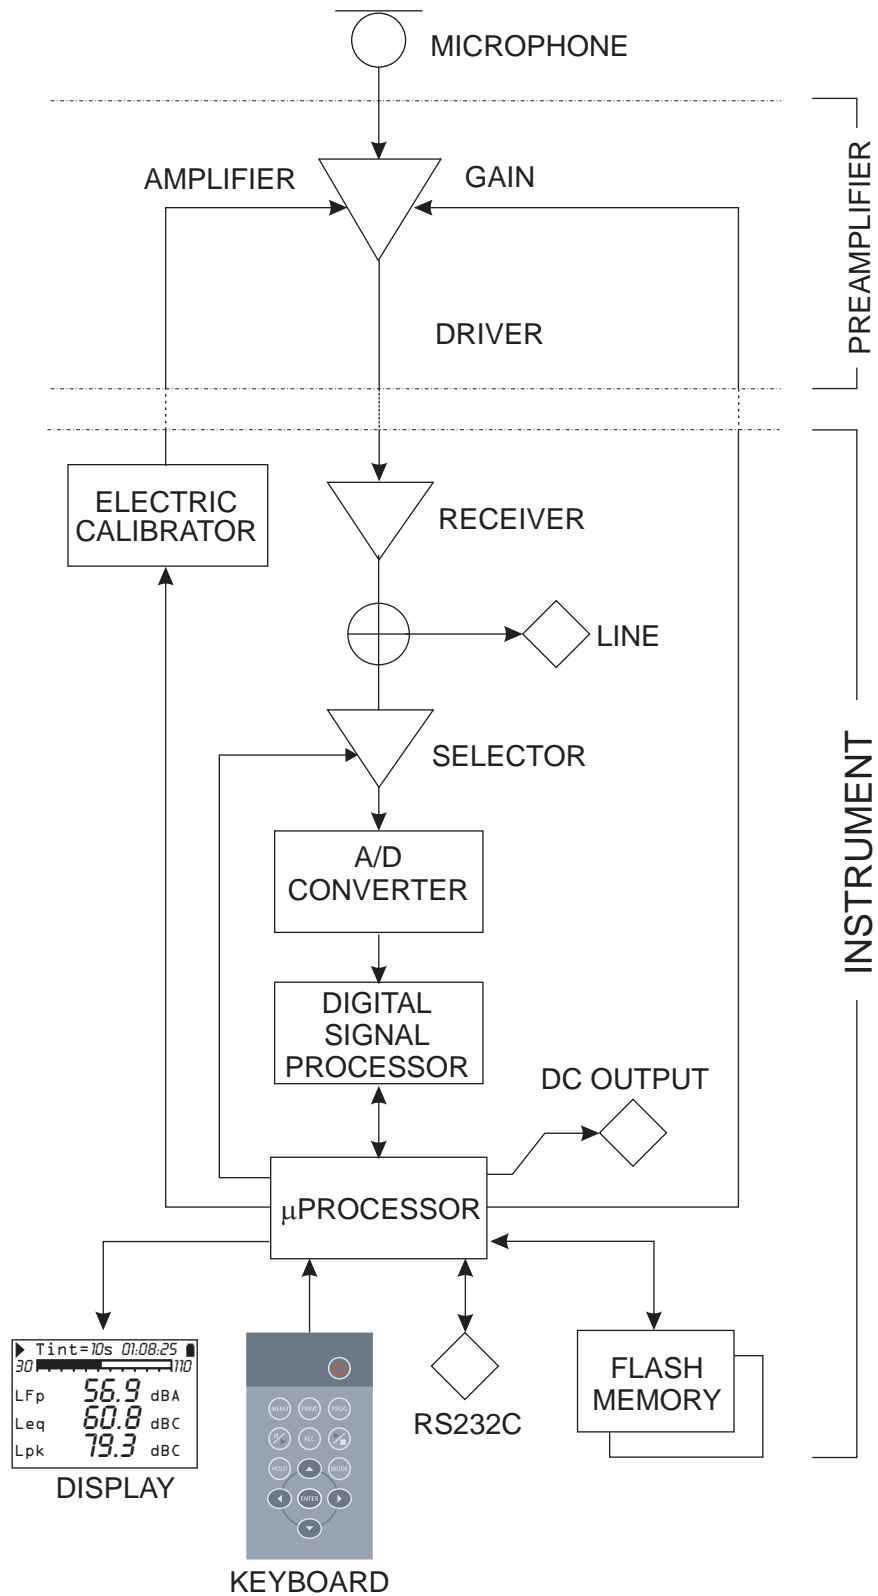 MICROPHONE
AMPLIFIER
GAIN
PREAMPLIFIER
DRIVER
ELECTRIC
CALIBRATOR
RECEIVER
LINE
SELECTOR
INSTRUMENT
A/D
CONVERTER
DIGITAL
SIGNAL
PROCESSOR
DC OUTPUT
µPROCESSOR
Tint=10s 01:08:25
30 110
LFp 56.9 dBA
Leq 60.8 dBC
Lpk 79.3 dBC
DISPLAY
MENU PRINT PROG
REC
HOLD MODE
ENTER
KEYBOARD
RS232C
FLASH
MEMORY